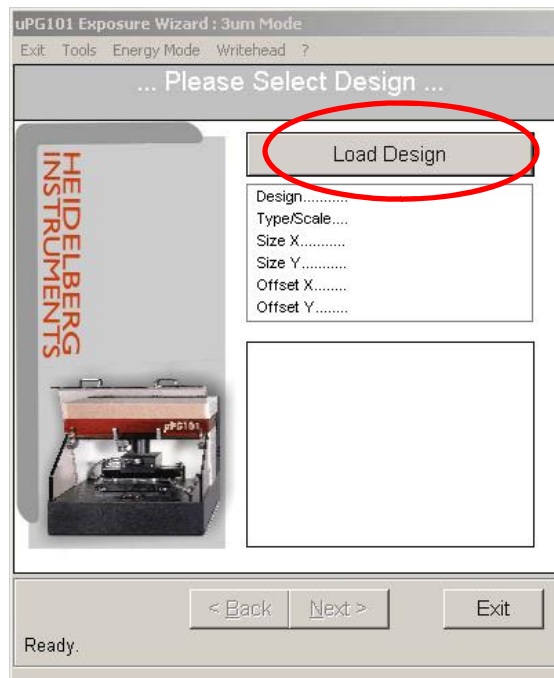 uPG101 Exposure Wizard : 3um Mode
Exit Tools Energy Mode Writehead ?
... Please Select Design ...
HEIDELBERG
INSTRUMENTS
Load Design
Design...........
Type/Scale....
Size X...........
Size Y...........
Offset X........
Offset Y........
µPG101
< Back Next > Exit
Ready.